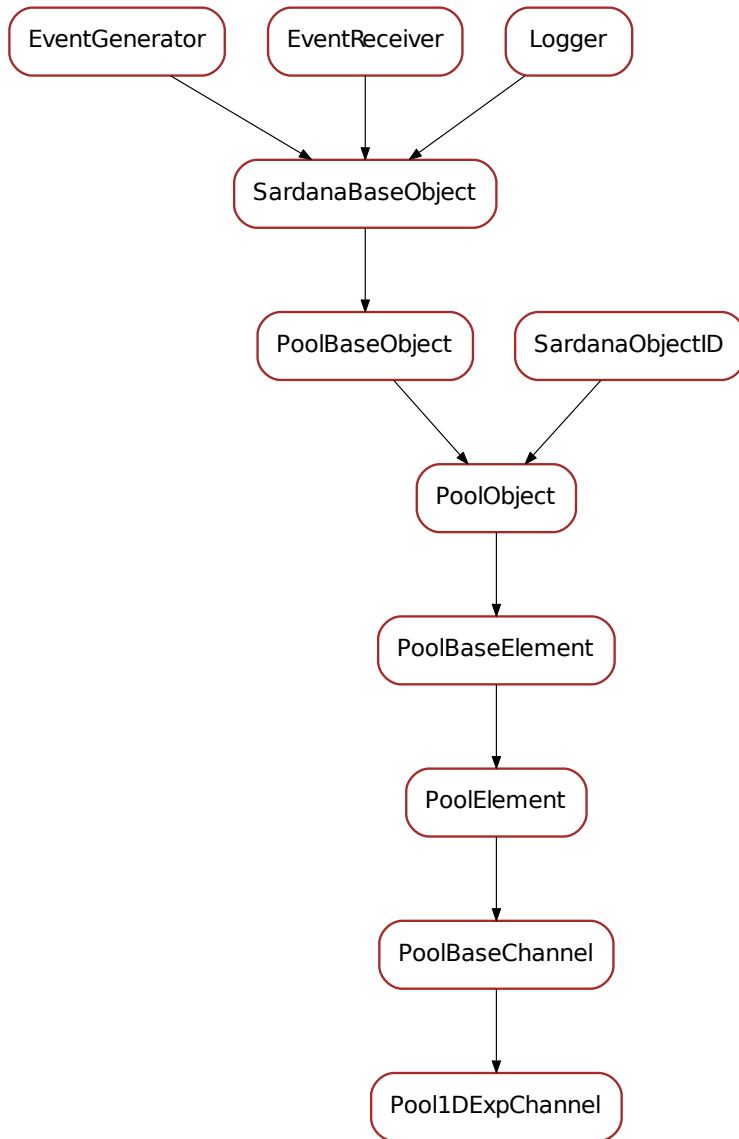 EventGenerator
EventReceiver
Logger
SardanaBaseObject
PoolBaseObject
SardanaObjectID
PoolObject
PoolBaseElement
PoolElement
PoolBaseChannel
Pool1DExpChannel